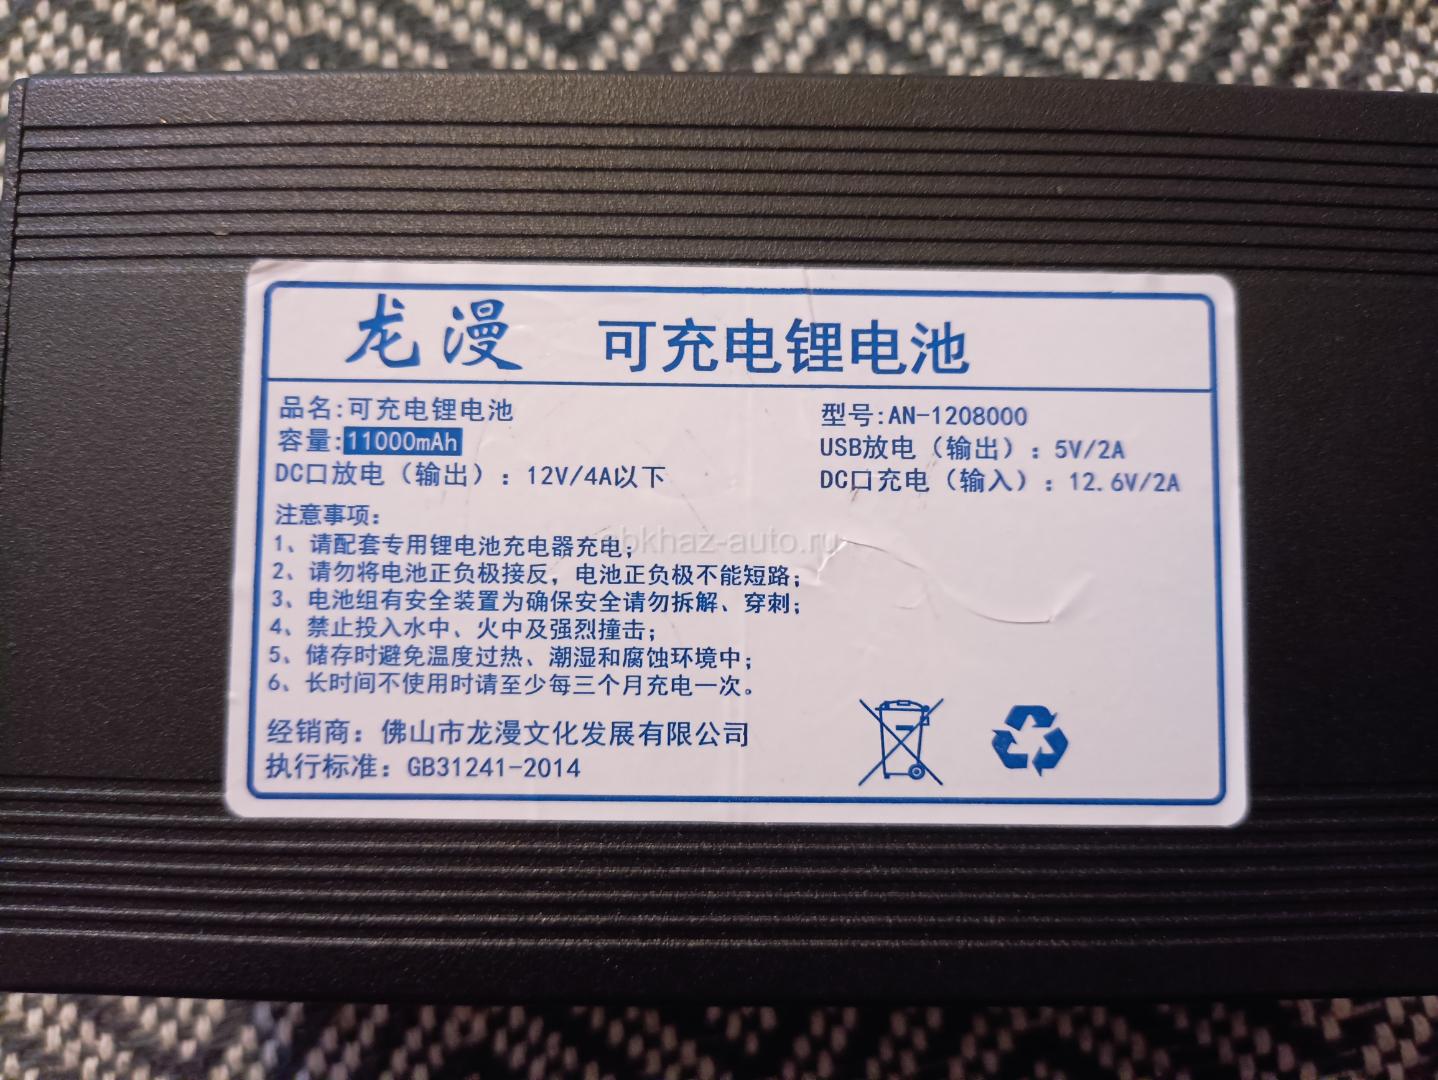 龙漫 可充电锂电池
品名:可充电锂电池 型号:AN-1208000
容量:11000mAh USB放电（输出）: 5V/2A
DC口放电（输出）: 12V/4A以下 DC口充电（输入）: 12.6V/2A
注意事项:
1、请配套专用锂电池充电器充电;
2、请勿将电池正负极接反，电池正负极不能短路;
3、电池组有安全装置为确保安全请勿拆解、穿刺;
4、禁止投入水中、火中及强烈撞击;
5、储存时避免温度过热、潮湿和腐蚀环境中;
6、长时间不使用时请至少每三个月充电一次。
经销商: 佛山市龙漫文化发展有限公司
执行标准: GB31241-2014
abkhaz-auto.ru